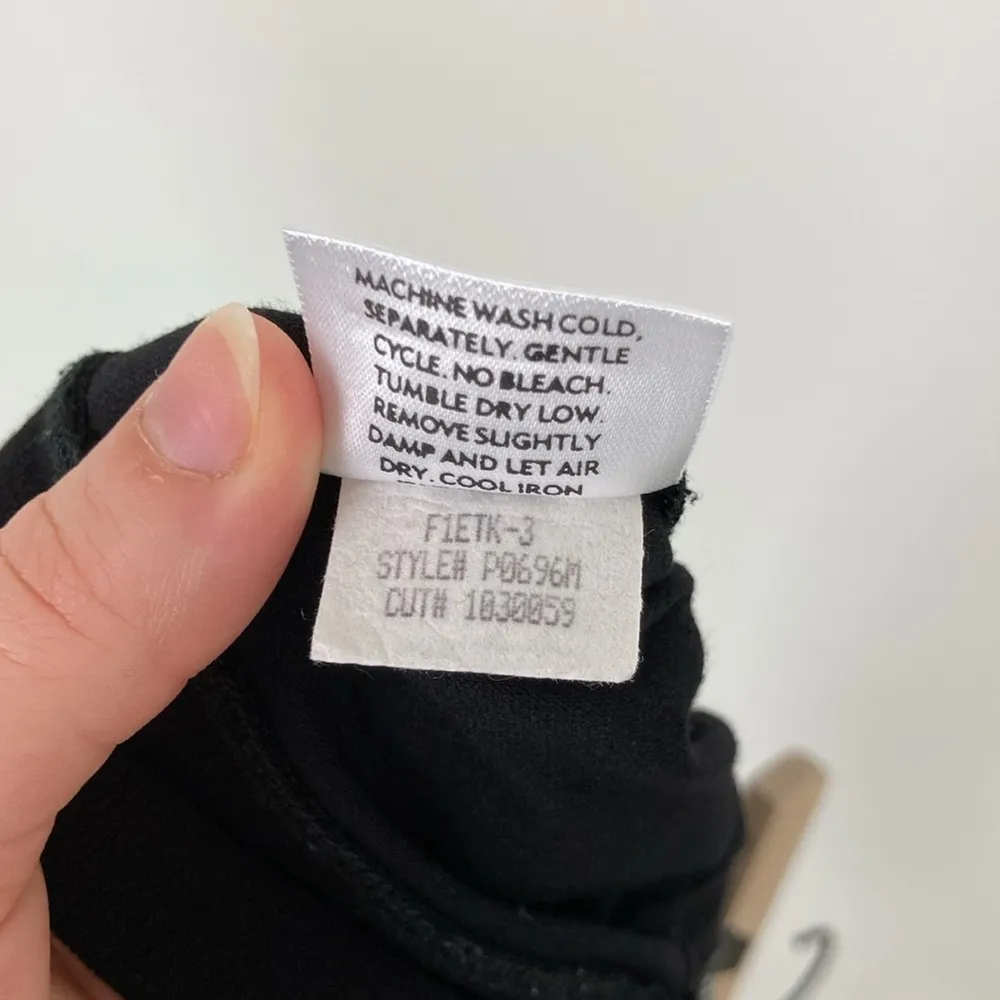 MACHINE WASH COLD,
SEPARATELY. GENTLE
CYCLE. NO BLEACH.
TUMBLE DRY LOW.
REMOVE SLIGHTLY
DAMP AND LET AIR
DRY. COOL IRON
F1ETK-3
STYLE# P0696M
CUT# 1030059